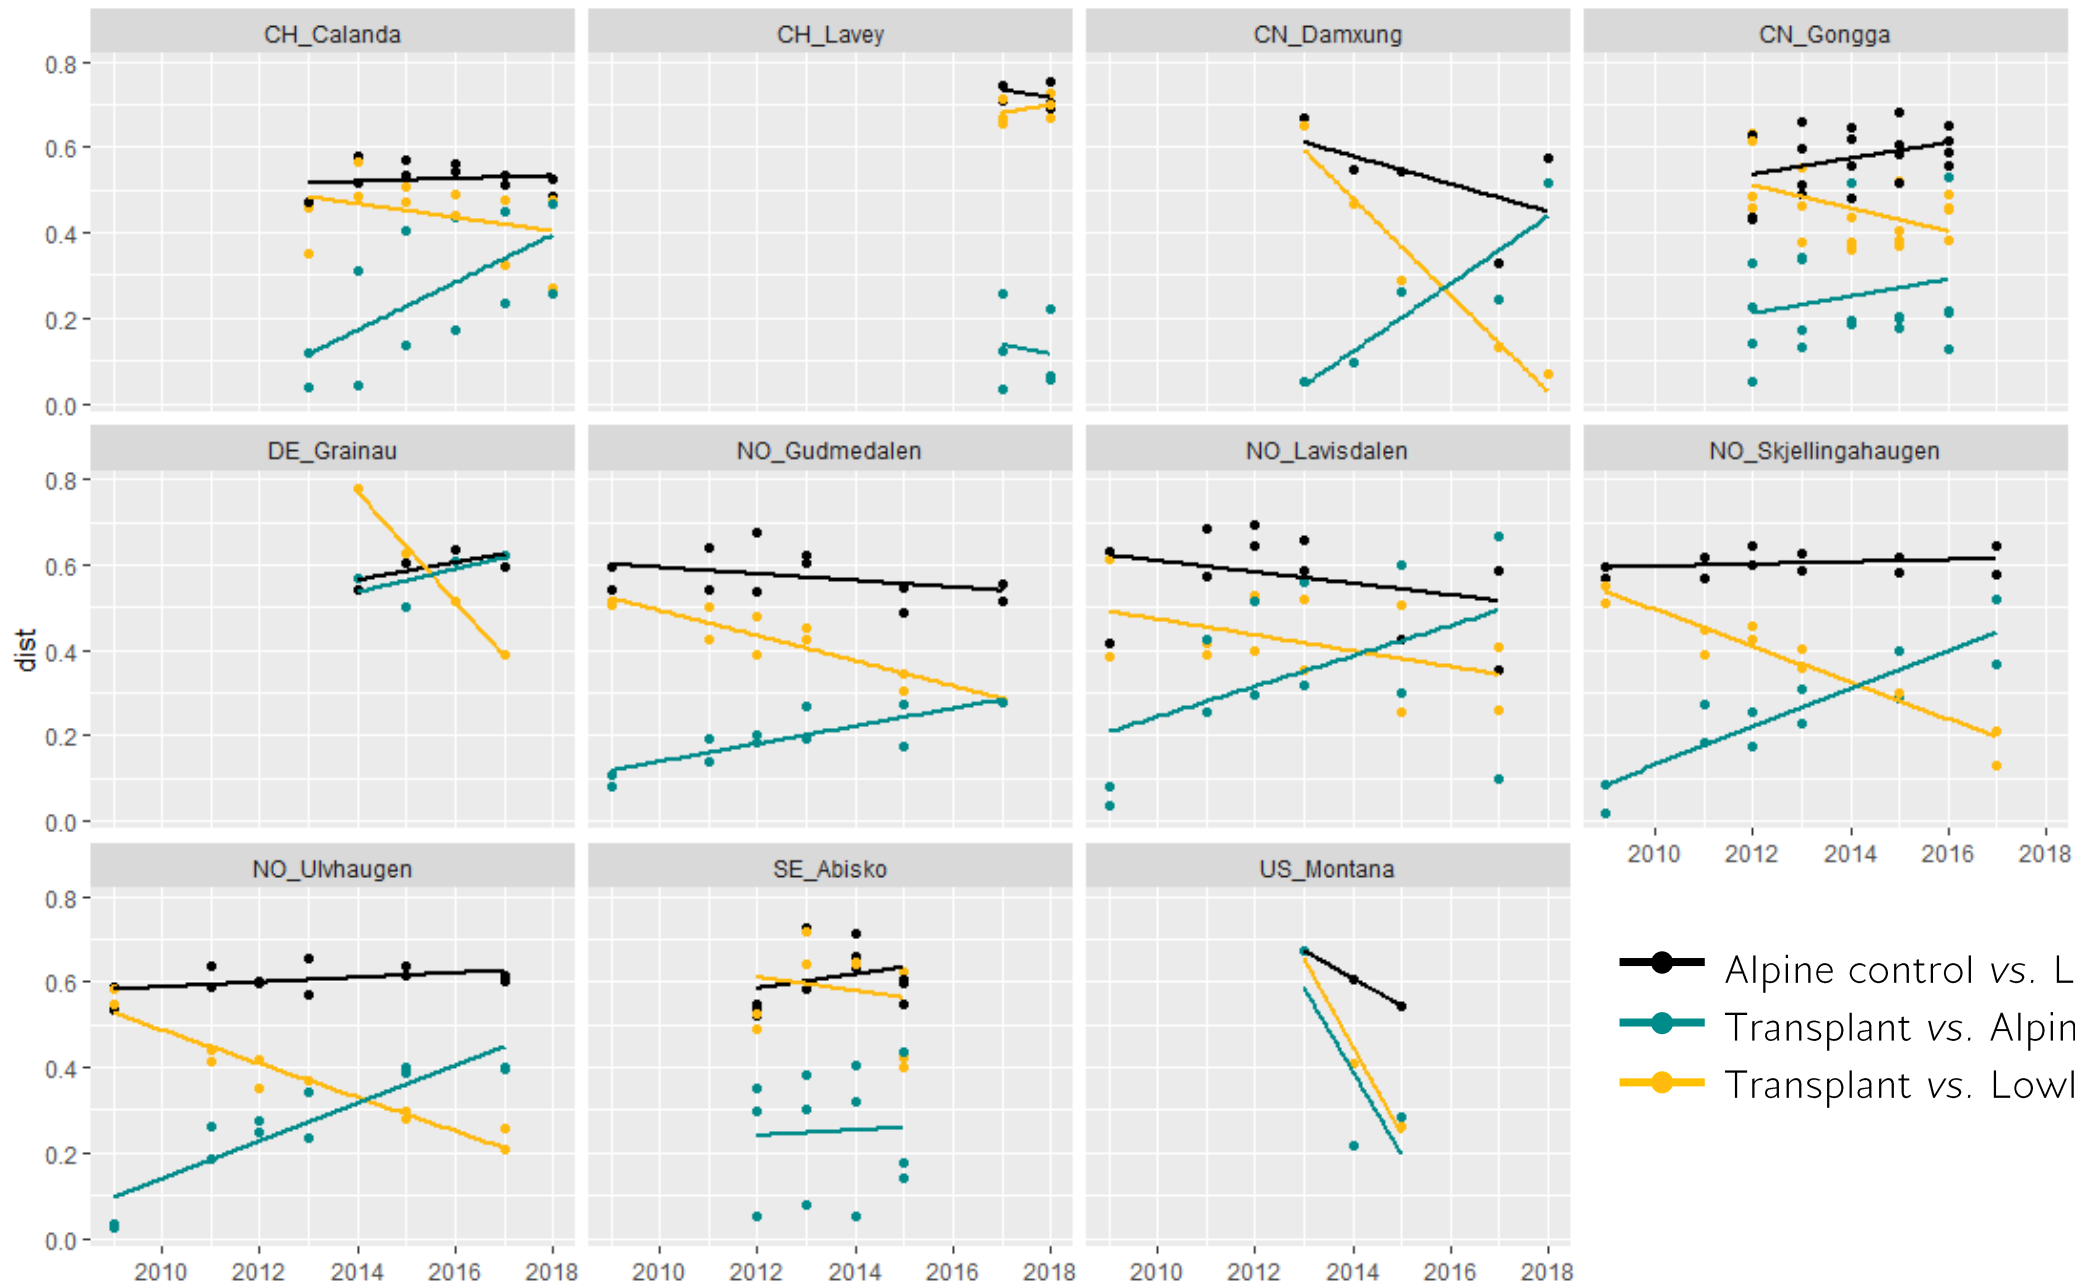 CH_Calanda CH_Lavey CN_Damxung CN_Gongga
0.8
0.6
0.4
0.2
0.0
DE_Grainau NO_Gudmedalen NO_Lavisdalen NO_Skjellingahaugen
0.8
0.6
0.4
0.2
0.0
dist
2010 2012 2014 2016 2018
NO_Ulvhaugen SE_Abisko US_Montana
0.8
0.6
0.4
0.2
0.0
2010 2012 2014 2016 2018 2010 2012 2014 2016 2018 2010 2012 2014 2016 2018
Alpine control vs. L
Transplant vs. Alpin
Transplant vs. Lowl